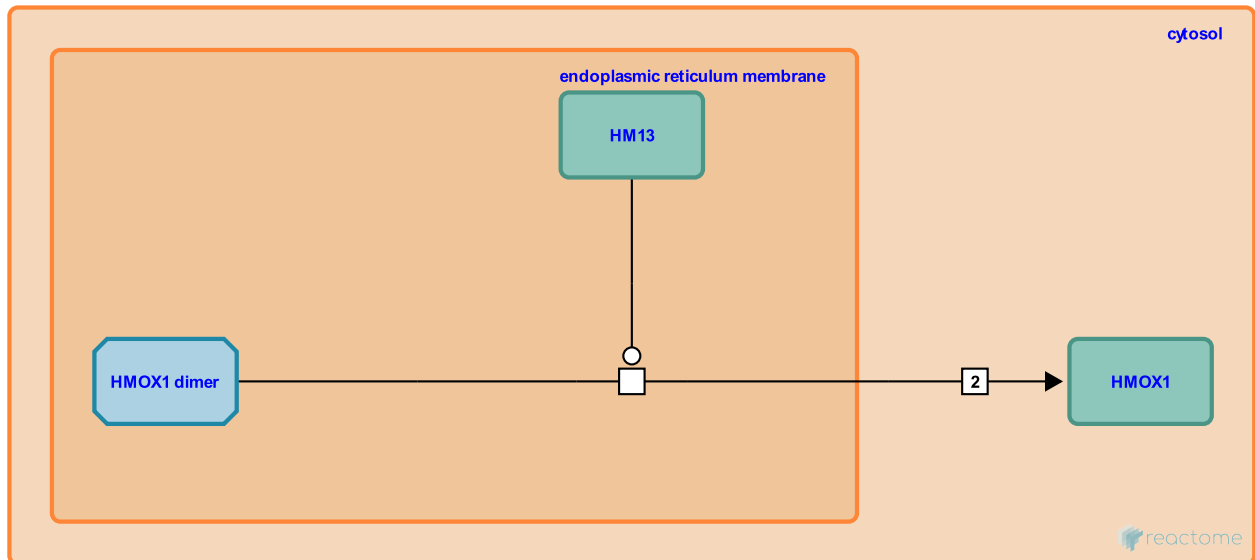 cytosol
endoplasmic reticulum membrane
HM13
HMOX1 dimer
2
HMOX1
reactome